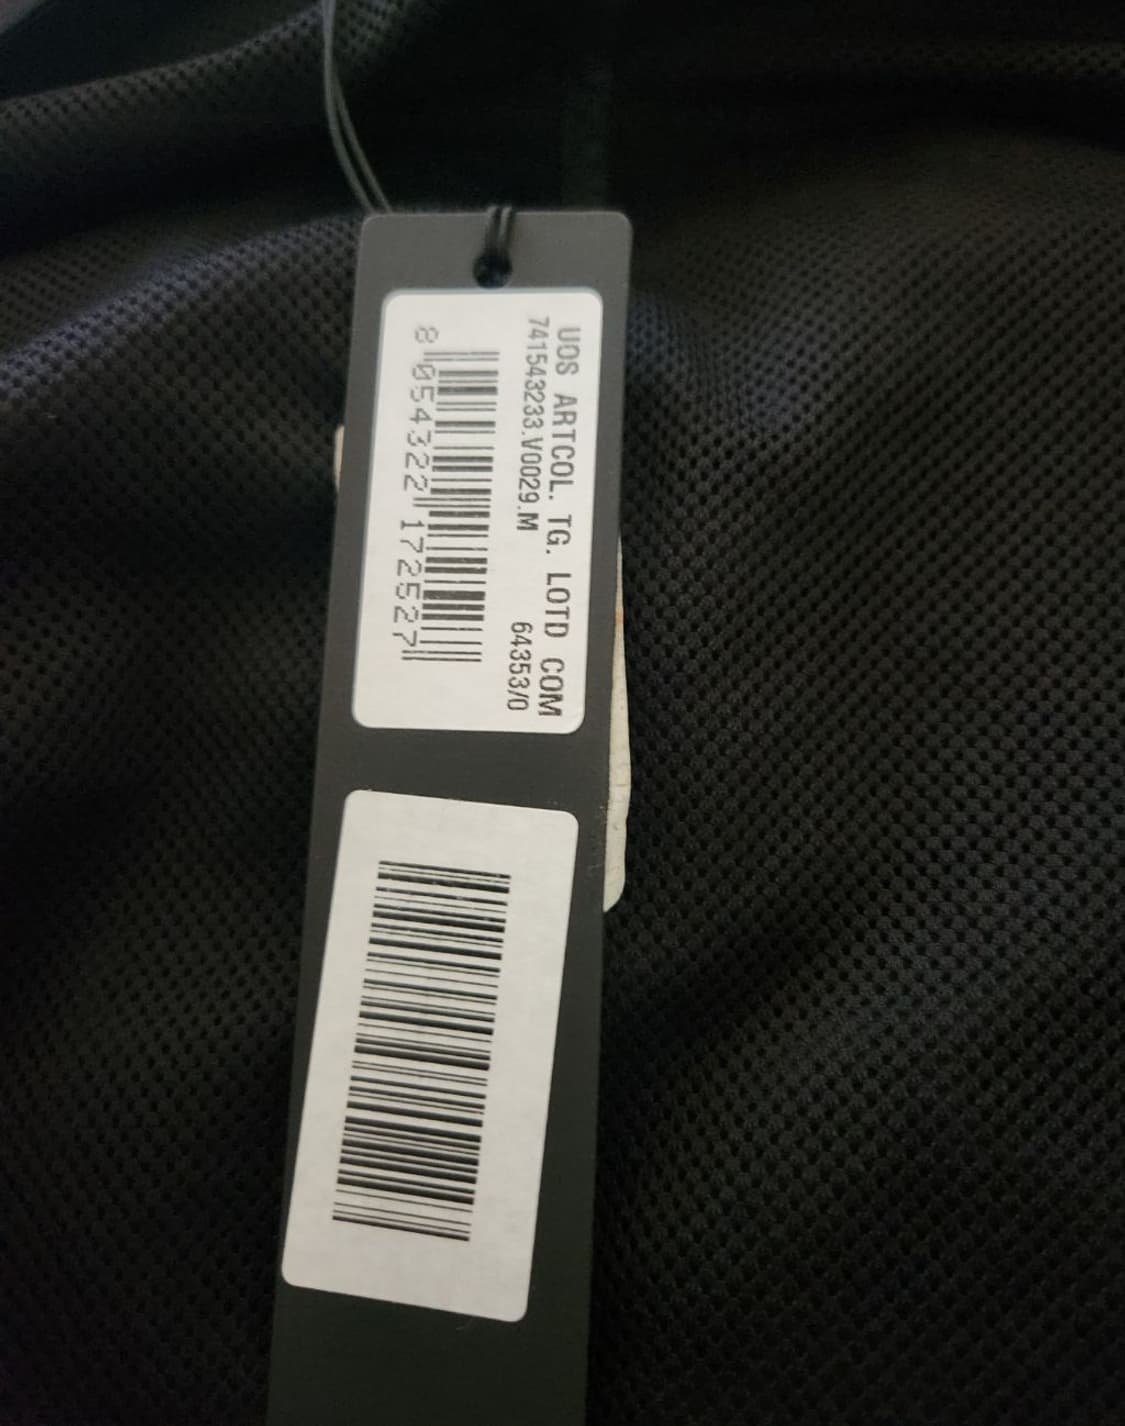 UOS ARTCOL. TG. LOTD COM
741543233.V0029.M 64353/0
8 054322 172527